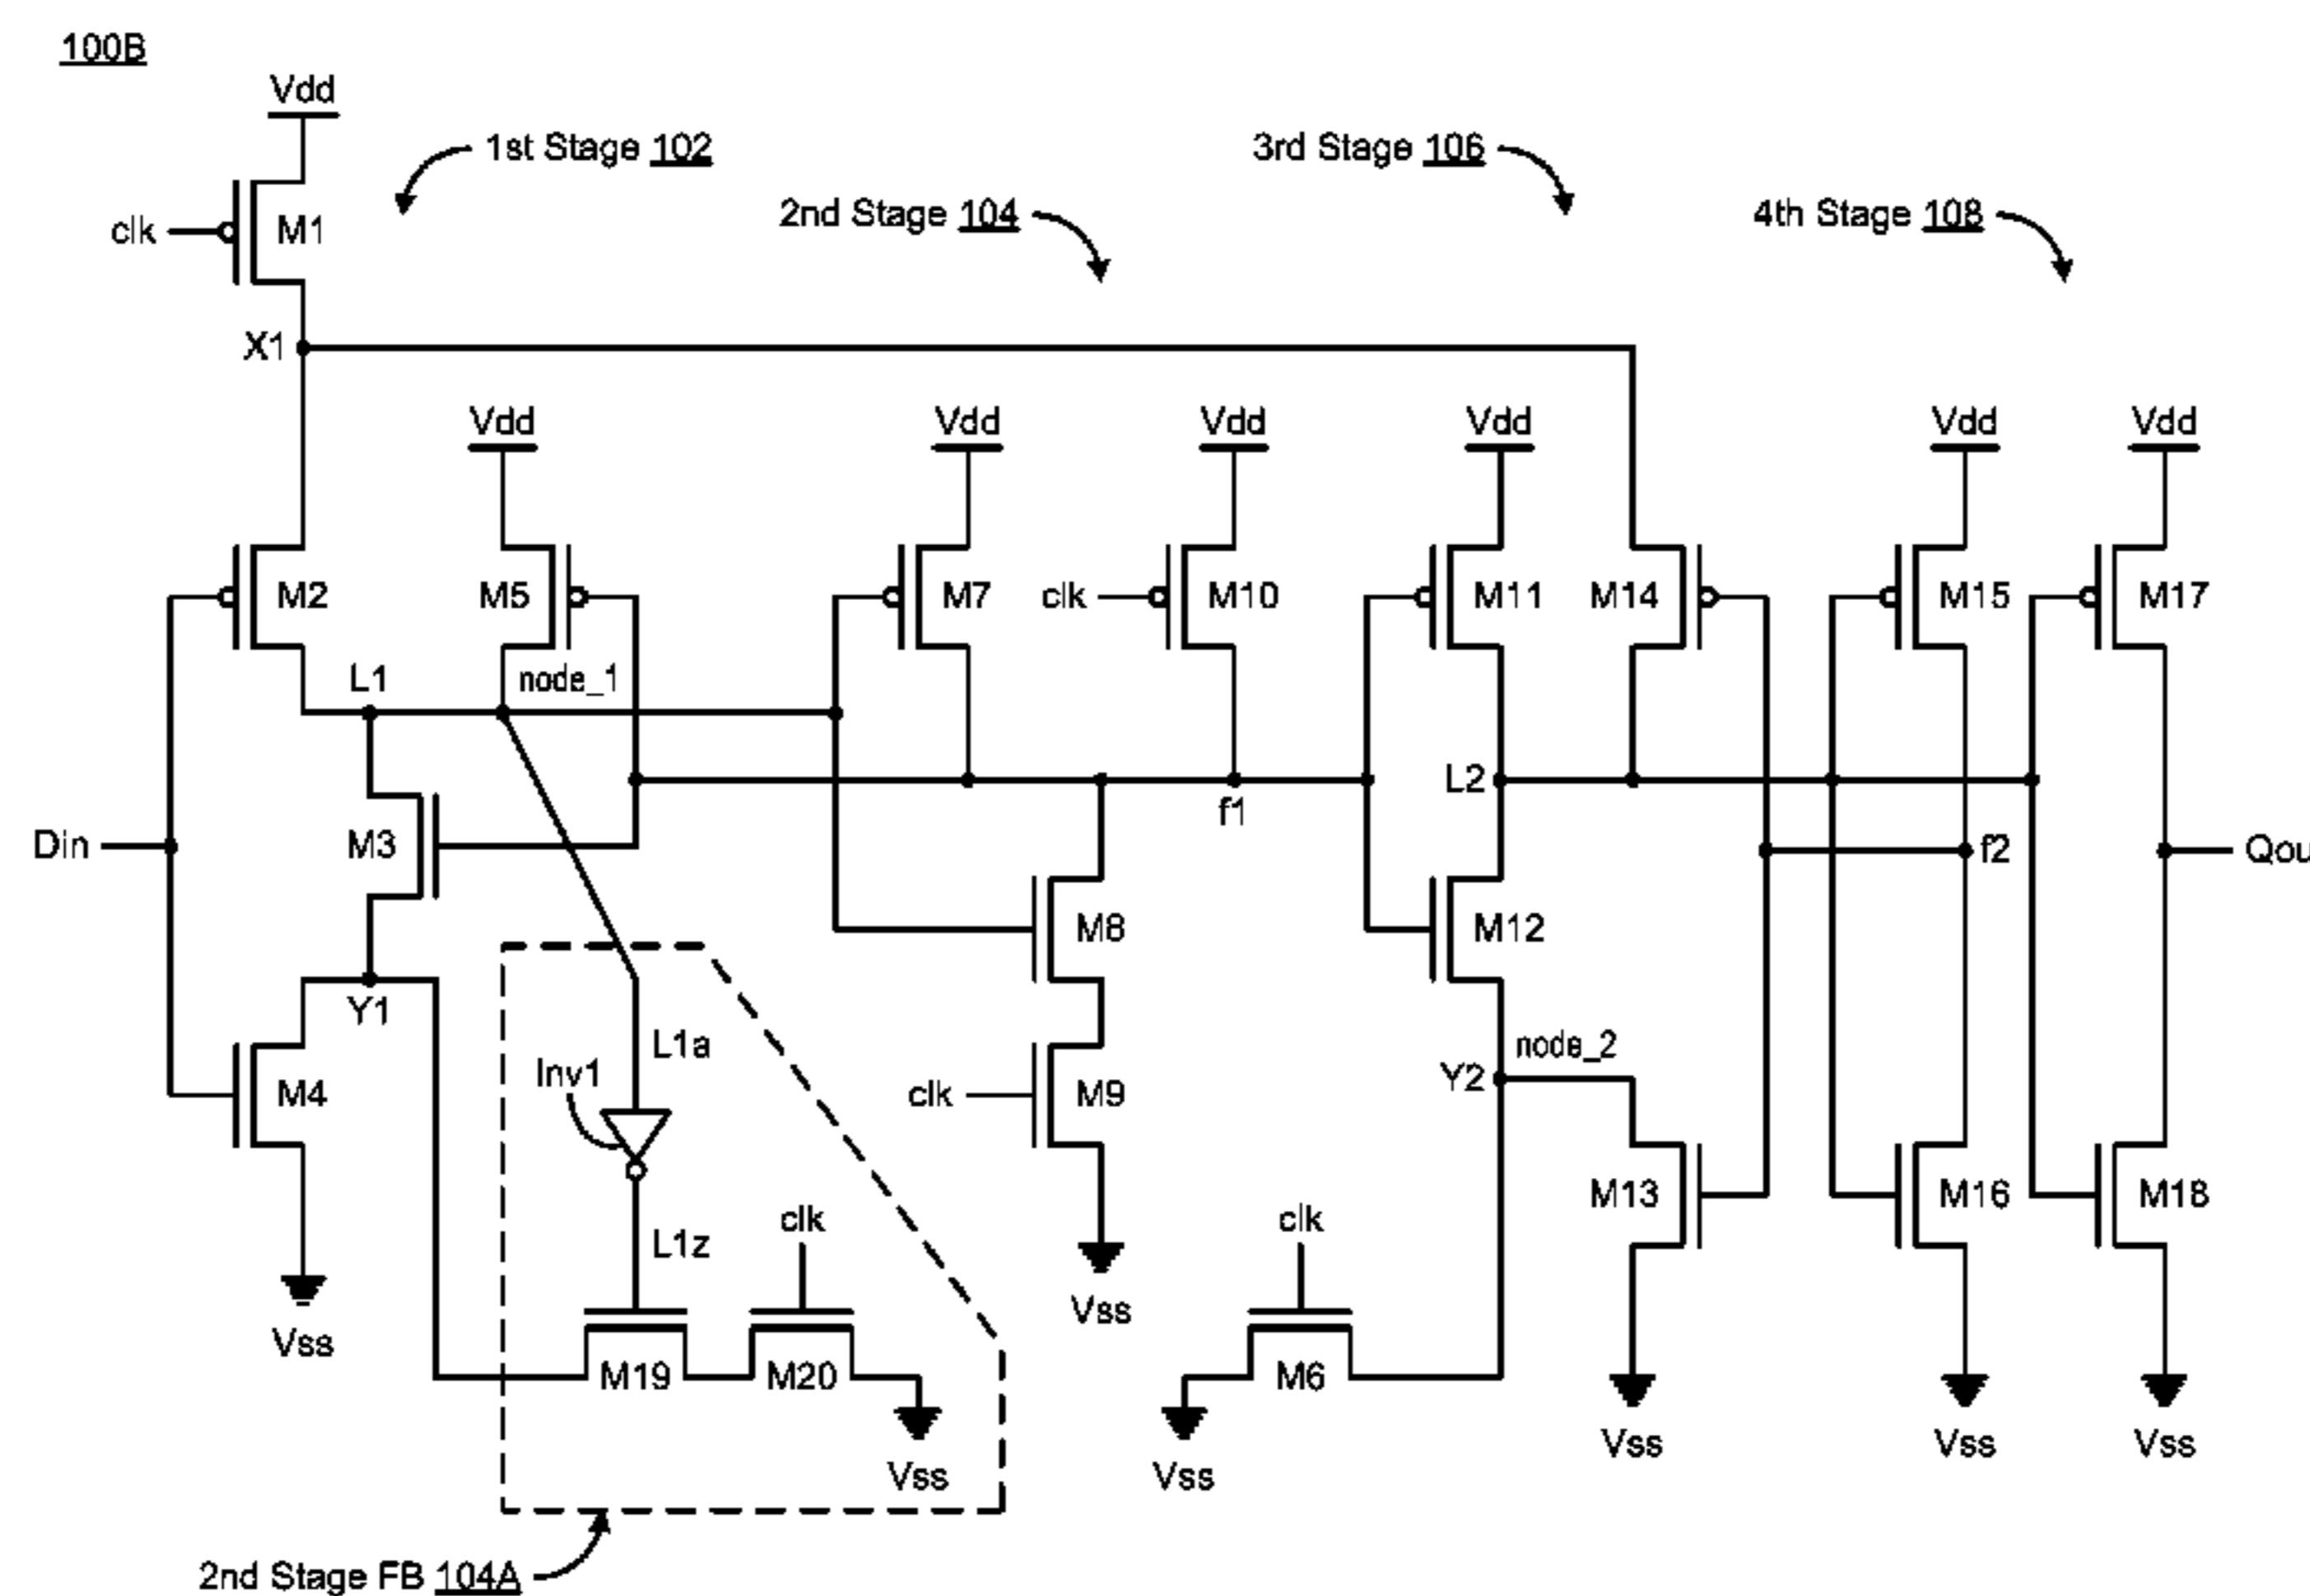 100B
Vdd
1st Stage 102
3rd Stage 106
2nd Stage 104
4th Stage 108
clk
M1
X1
Vdd
Vdd
Vdd
Vdd
Vdd
Vdd
M2
M5
M7
clk
M10
M11
M14
M15
M17
L1
node_1
L2
f1
Din
M3
f2
Qou
M8
M12
Y1
L1a
node_2
Inv1
Y2
M4
clk
M9
M13
M16
M18
L1z
clk
clk
Vss
Vss
M19
M20
M6
Vss
Vss
Vss
Vss
Vss
2nd Stage FB 104A